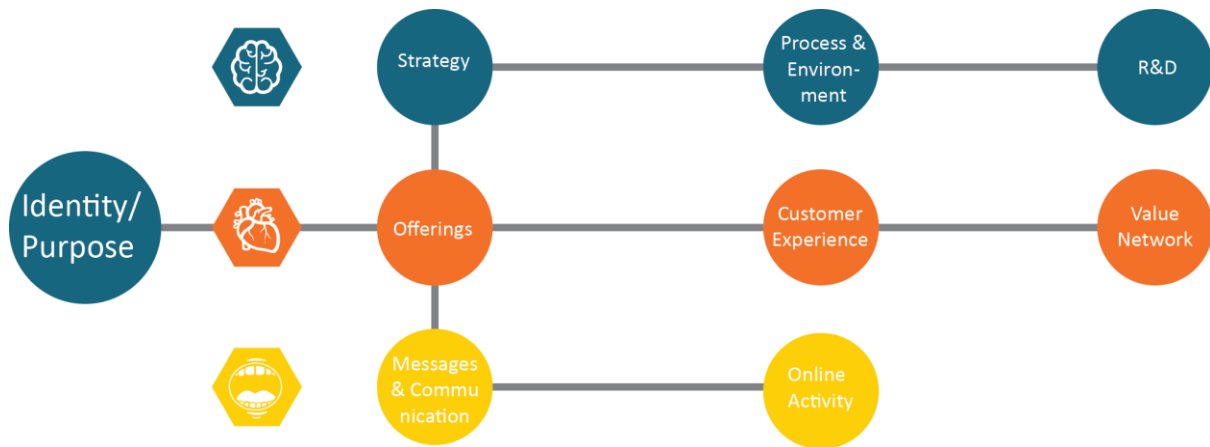 Strategy
Process &
Environ-
ment
R&D
Identity/
Purpose
Offerings
Customer
Experience
Value
Network
Messages
& Commu
nication
Online
Activity